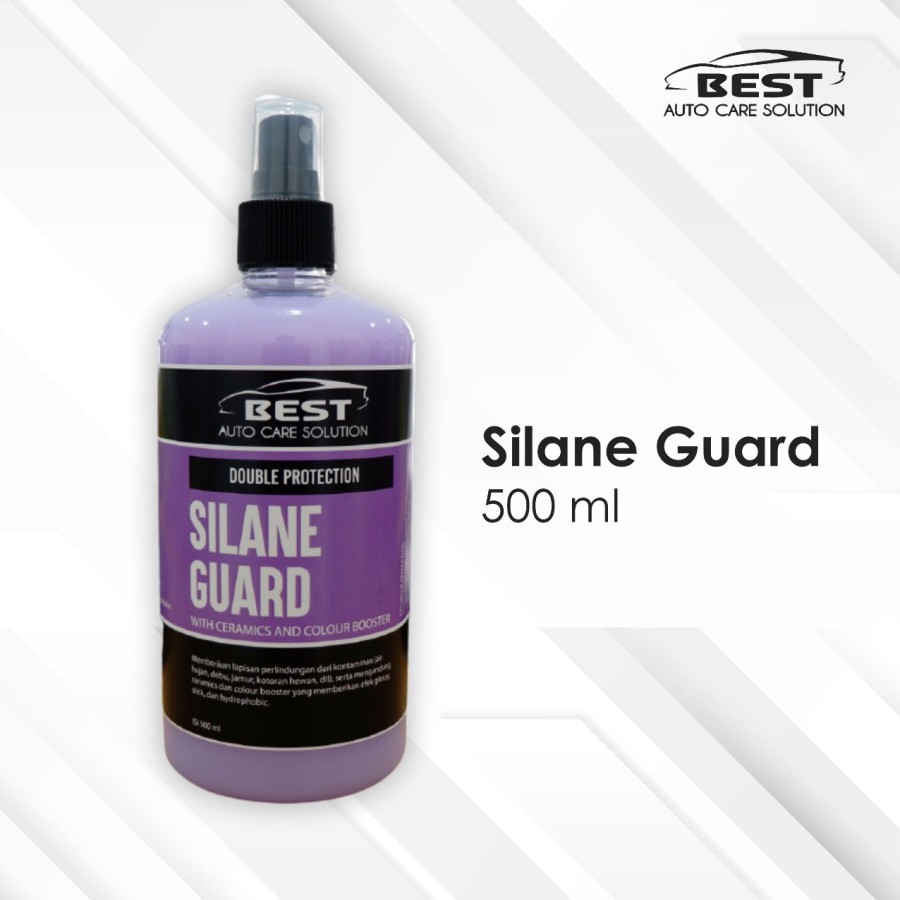 BEST
AUTO CARE SOLUTION
BEST
AUTO CARE SOLUTION
DOUBLE PROTECTION
SILANE
GUARD
WITH CERAMICS AND COLOUR BOOSTER
Memberikan lapisan perlindungan dari kontaminan (air
hujan, debu, jamur, kotoran hewan, dll), serta mengandung
ceramics dan colour booster yang memberikan efek glossy,
slick, dan hydrophobic.
ISI 500 ml
Silane Guard
500 ml